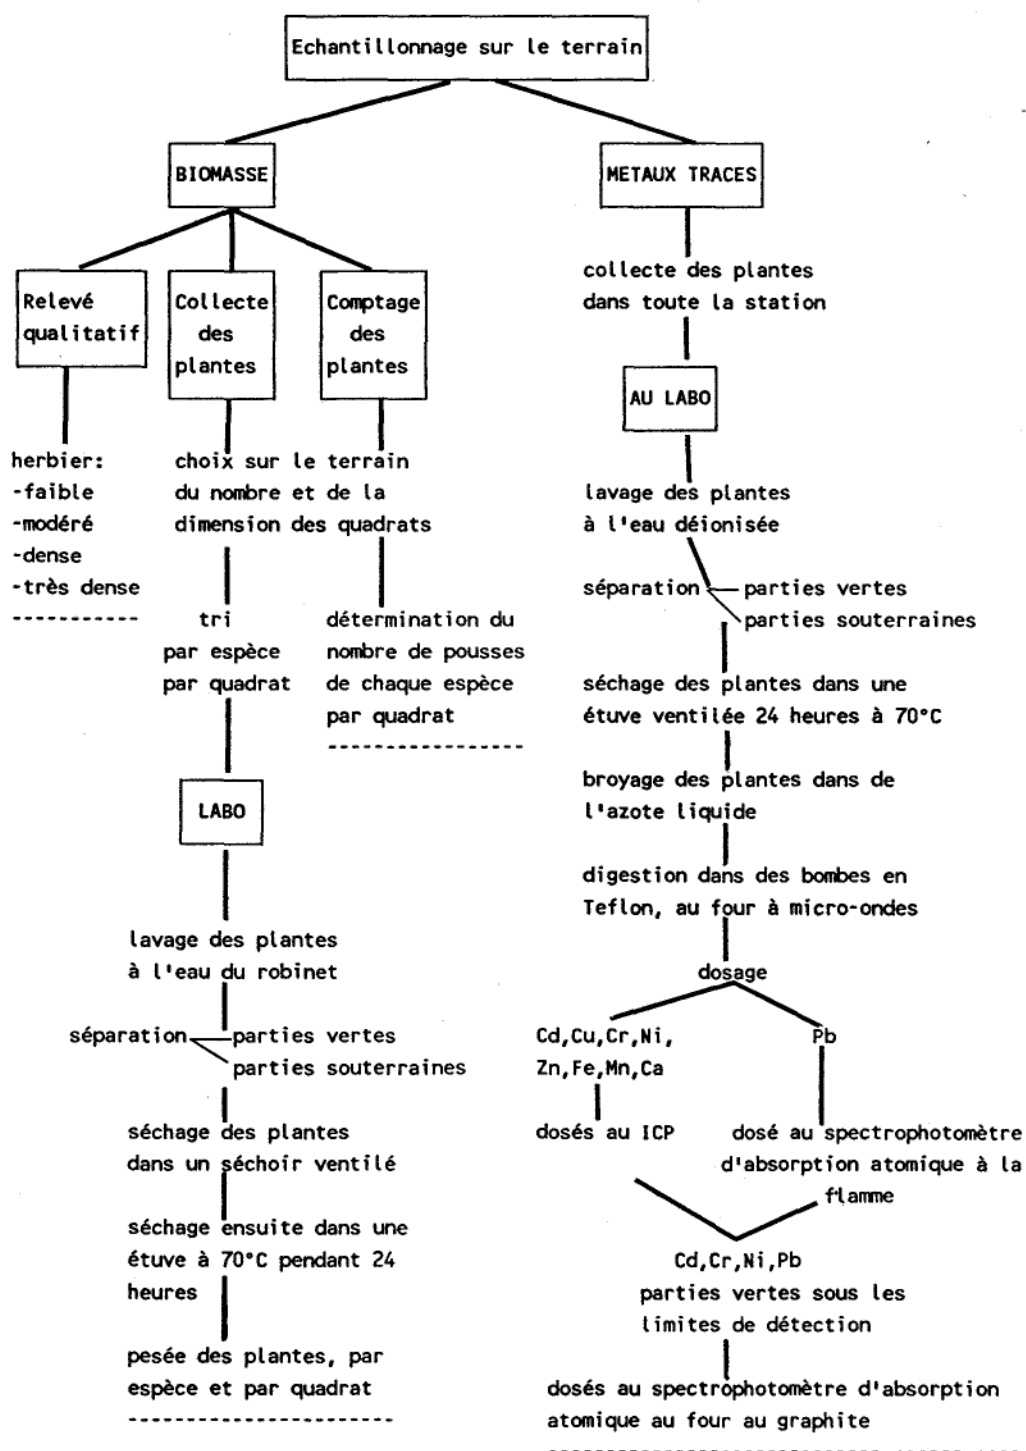 Echantillonnage sur le terrain
BIOMASSE
Relevé
qualitatif
herbier:
-faible
-modéré
-dense
-très dense
Collecte
des
plantes
Comptage
des
plantes
choix sur le terrain
du nombre et de la
dimension des quadrats
tri
par espèce
par quadrat
détermination du
nombre de pousses
de chaque espèce
par quadrat
LABO
lavage des plantes
à l'eau du robinet
séparation parties vertes
parties souterraines
séchage des plantes
dans un séchoir ventilé
séchage ensuite dans une
étuve à 70°C pendant 24
heures
pesée des plantes, par
espèce et par quadrat
METAUX TRACES
collecte des plantes
dans toute la station
AU LABO
lavage des plantes
à l'eau déionisée
séparation parties vertes
parties souterraines
séchage des plantes dans une
étuve ventilée 24 heures à 70°C
broyage des plantes dans de
l'azote liquide
digestion dans des bombes en
Teflon, au four à micro-ondes
dosage
Cd,Cu,Cr,Ni,
Zn,Fe,Mn,Ca
dosés au ICP
Pb
dosé au spectrophotomètre
d'absorption atomique à la
flamme
Cd,Cr,Ni,Pb
parties vertes sous les
limites de détection
dosés au spectrophotomètre d'absorption
atomique au four au graphite